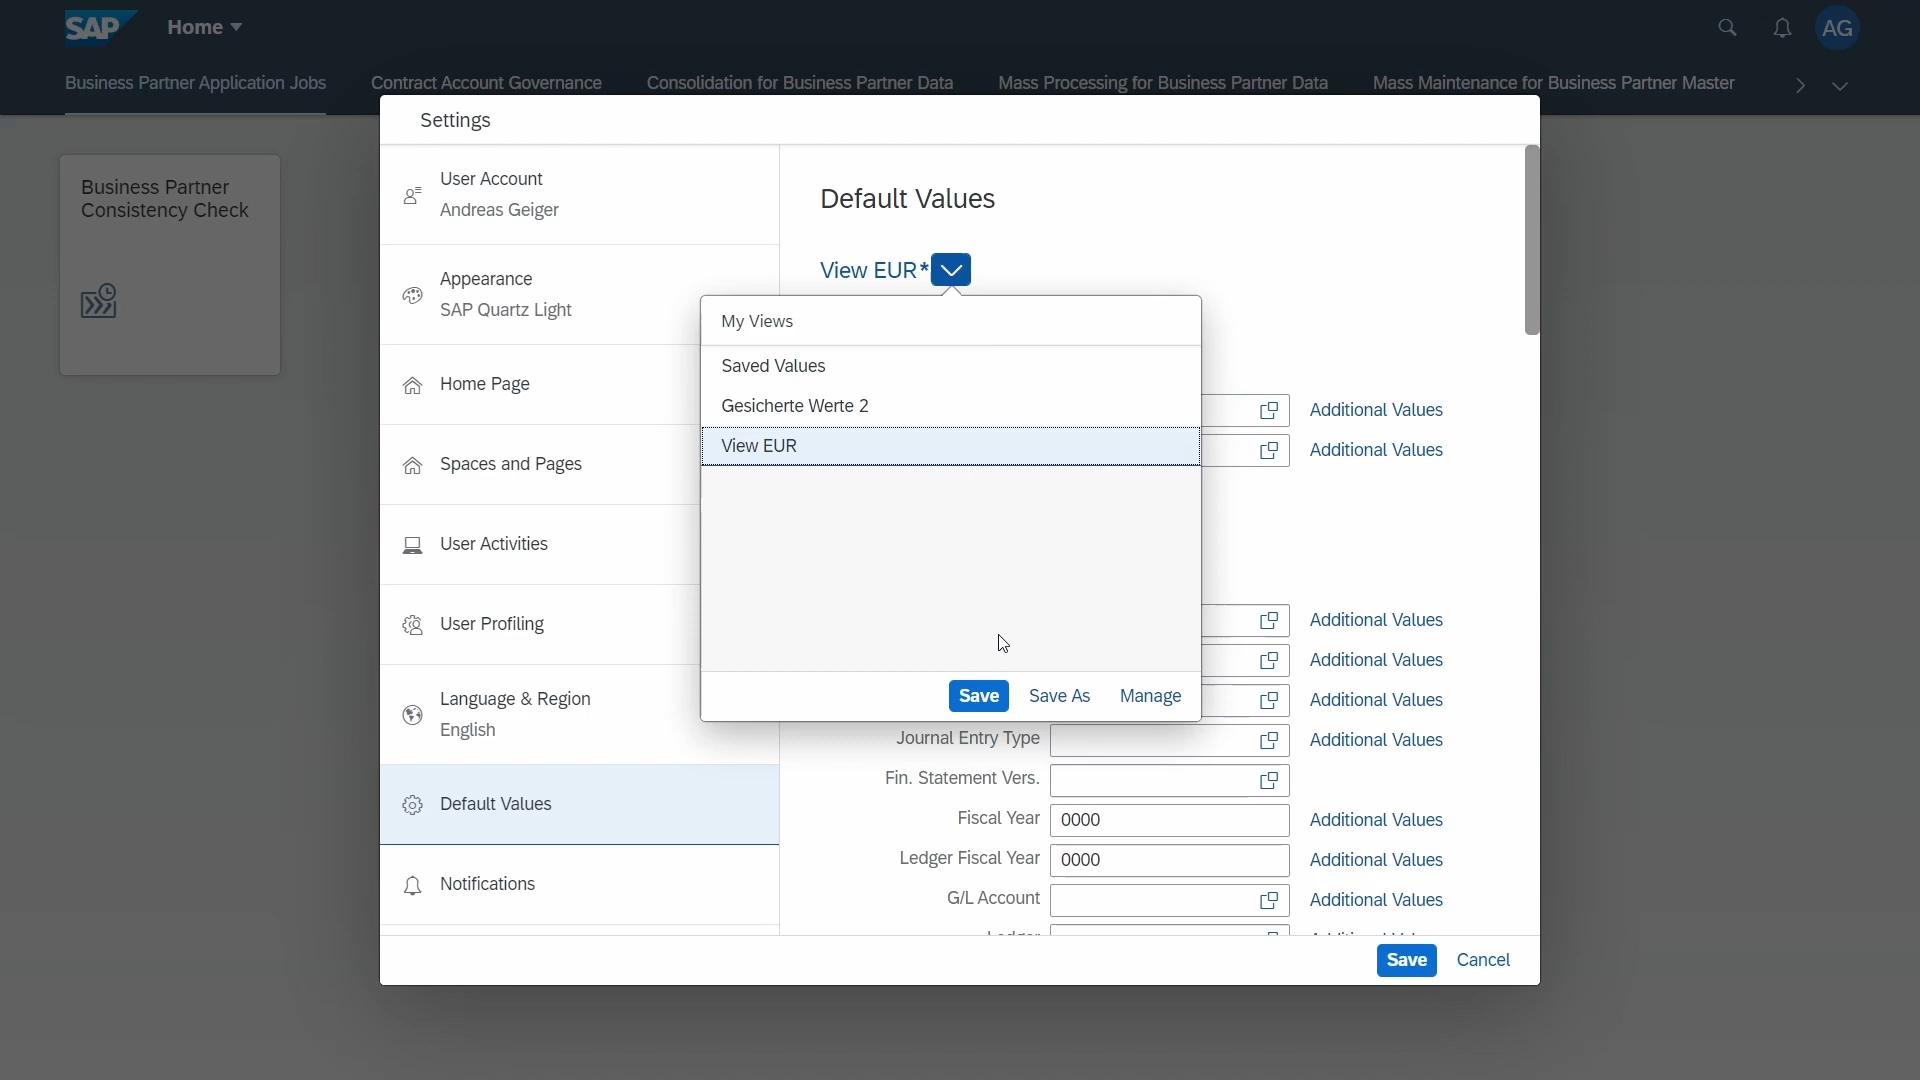 SAP
Home
AG
Business Partner Application Jobs
Contract Account Governance
Consolidation for Business Partner Data
Mass Processing for Business Partner Data
Mass Maintenance for Business Partner Master
Business Partner
Consistency Check
Settings
User Account
Andreas Geiger
Appearance
SAP Quartz Light
Home Page
Spaces and Pages
User Activities
User Profiling
Language & Region
English
Default Values
Notifications
Default Values
View EUR*
My Views
Saved Values
Gesicherte Werte 2
View EUR
Save
Save As
Manage
Additional Values
Additional Values
Additional Values
Additional Values
Additional Values
Journal Entry Type
Additional Values
Fin. Statement Vers.
Fiscal Year
0000
Additional Values
Ledger Fiscal Year
0000
Additional Values
G/L Account
Additional Values
Save
Cancel